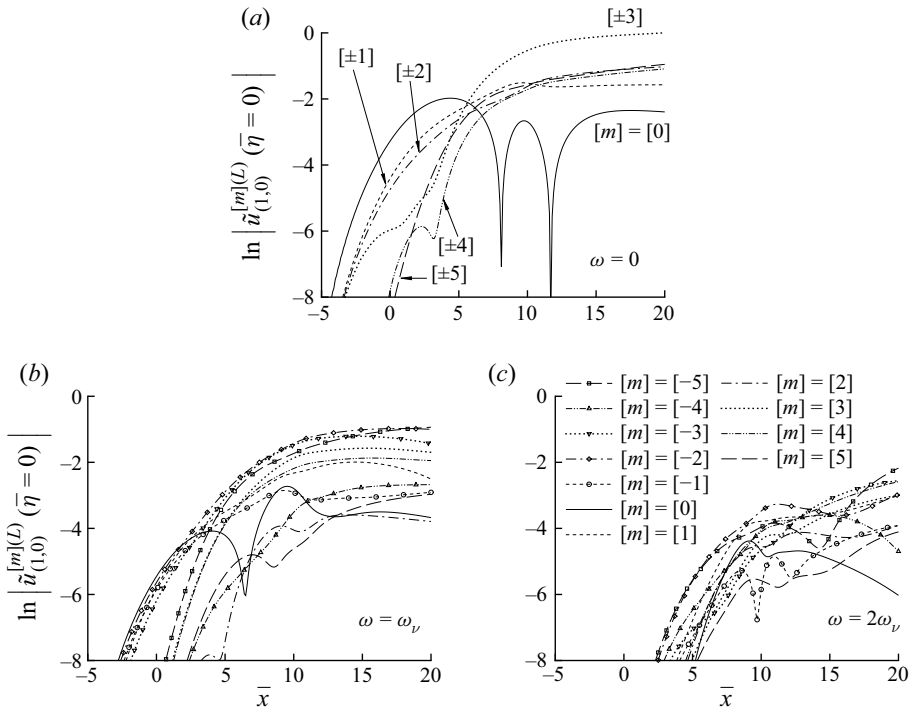 (a)
[±3]
0
[±1]
[±2]
−2
ln | ũ^{[m](L)}_{(1,0)} (η̄ = 0) |
[m] = [0]
−4
−6
[±4]
[±5]
ω = 0
−8
−5 0 5 10 15 20
(b)
0
−2
ln | ũ^{[m](L)}_{(1,0)} (η̄ = 0) |
−4
−6
ω = ω_ν
−8
−5 0 5 10 15 20
x̄
(c)
0
[m] = [−5] [m] = [2]
[m] = [−4] [m] = [3]
[m] = [−3] [m] = [4]
[m] = [−2] [m] = [5]
[m] = [−1]
[m] = [0]
[m] = [1]
−2
−4
−6
ω = 2ω_ν
−8
−5 0 5 10 15 20
x̄